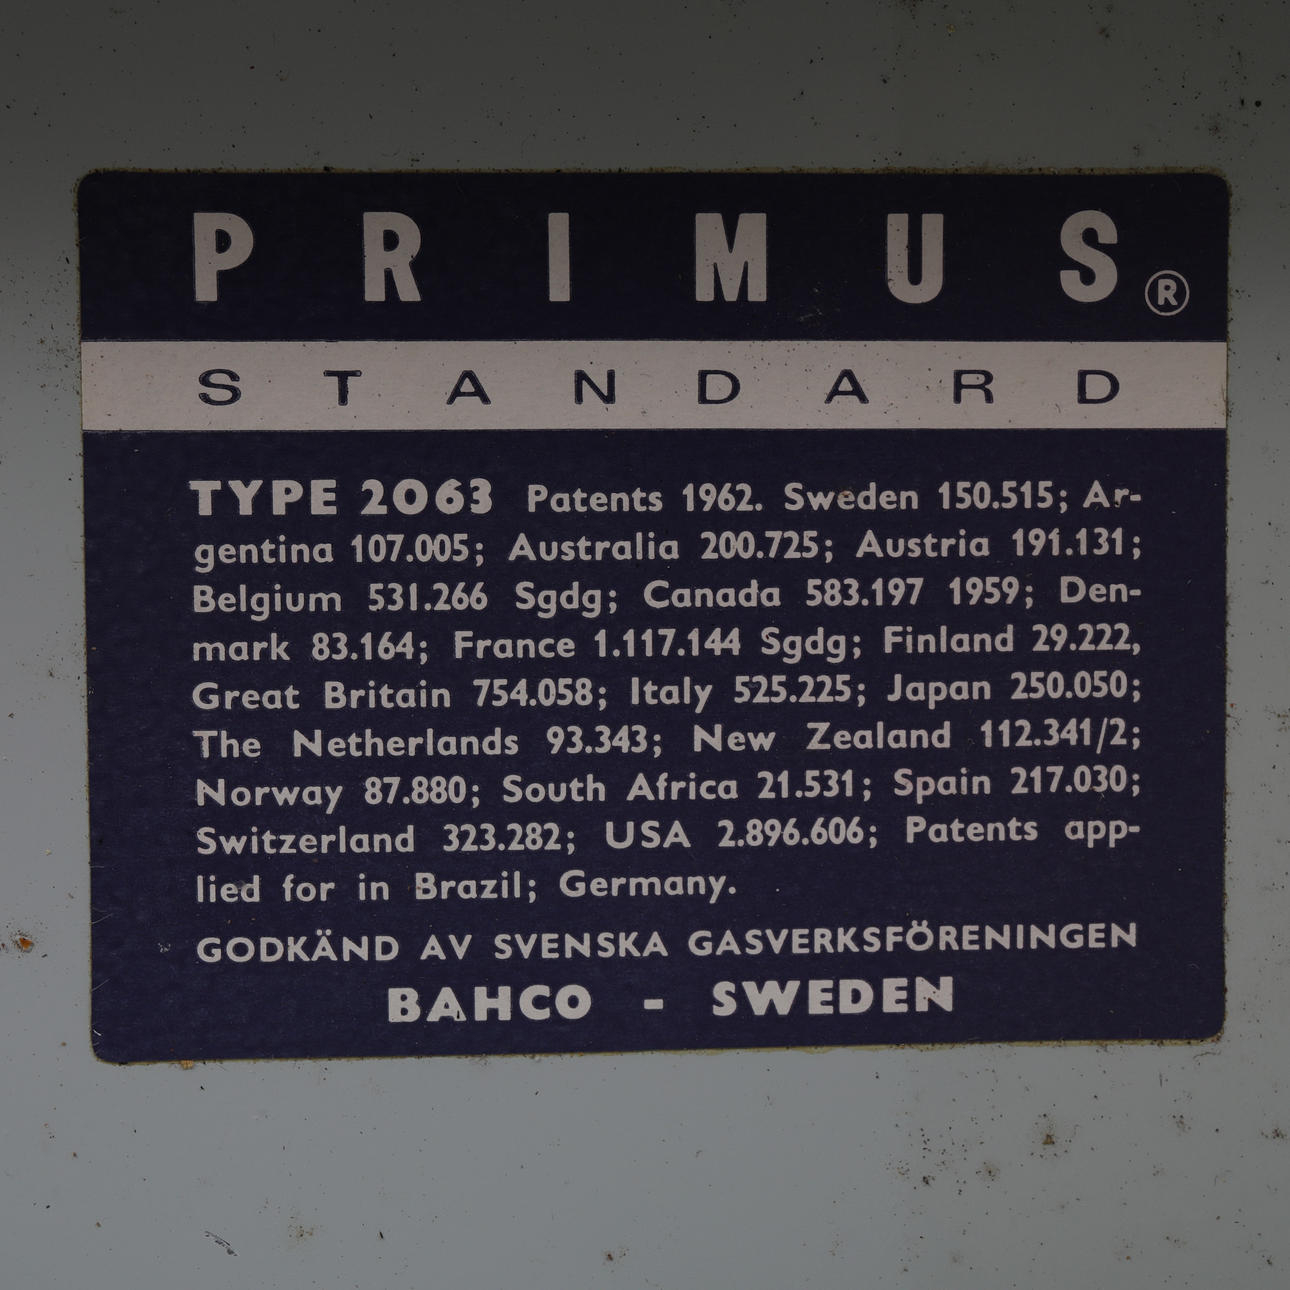 PRIMUS®
STANDARD
TYPE 2063 Patents 1962. Sweden 150.515; Ar-
gentina 107.005; Australia 200.725; Austria 191.131;
Belgium 531.266 Sgdg; Canada 583.197 1959; Den-
mark 83.164; France 1.117.144 Sgdg; Finland 29.222,
Great Britain 754.058; Italy 525.225; Japan 250.050;
The Netherlands 93.343; New Zealand 112.341/2;
Norway 87.880; South Africa 21.531; Spain 217.030;
Switzerland 323.282; USA 2.896.606; Patents app-
lied for in Brazil; Germany.
GODKÄND AV SVENSKA GASVERKSFÖRENINGEN
BAHCO - SWEDEN